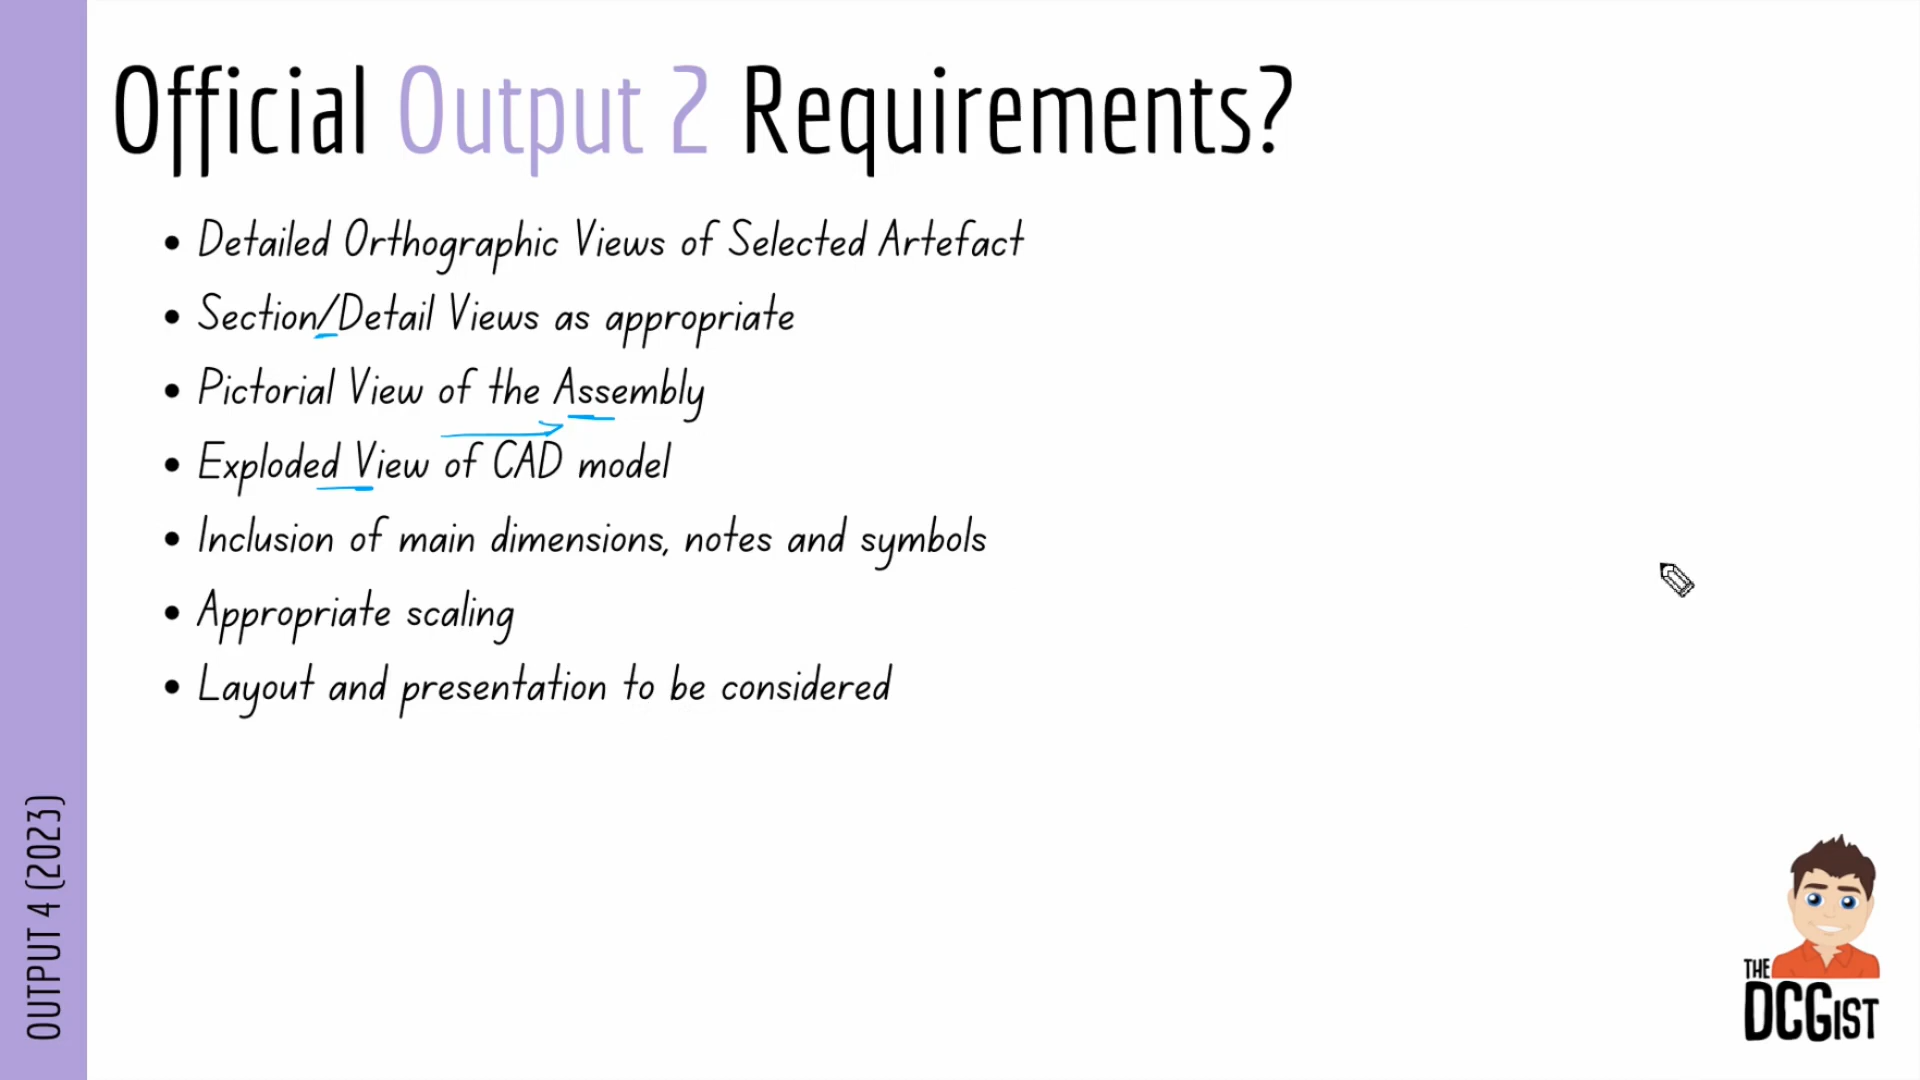 Official Output 2 Requirements?
• Detailed Orthographic Views of Selected Artefact
• Section/Detail Views as appropriate
• Pictorial View of the Assembly
• Exploded View of CAD model
• Inclusion of main dimensions, notes and symbols
• Appropriate scaling
• Layout and presentation to be considered
OUTPUT 4 (2023)
THE
DCGIST